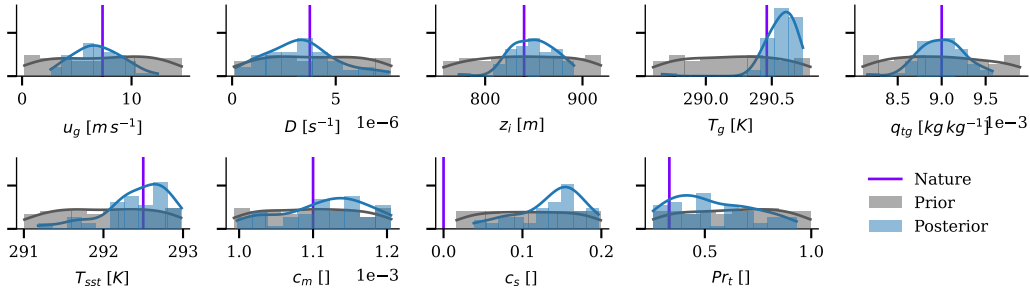 0 10
u_g [m s⁻¹]
0 5
1e−6
D [s⁻¹]
800 900
z_i [m]
290.0 290.5
T_g [K]
8.5 9.0 9.5
1e−3
q_tg [kg kg⁻¹]
291 292 293
T_sst [K]
1.0 1.1 1.2
1e−3
c_m []
0.0 0.1 0.2
c_s []
0.5 1.0
Pr_t []
Nature
Prior
Posterior